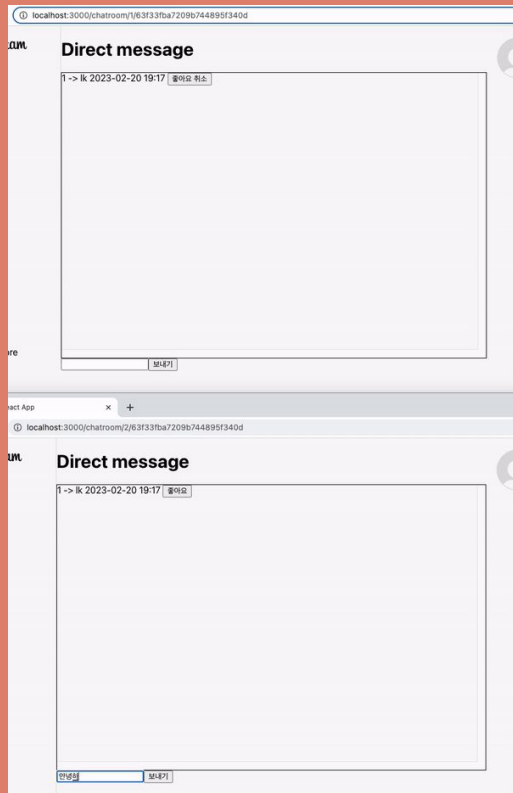 localhost:3000/chatroom/1/63f33fba7209b744895f340d
am
Direct message
1 -> lk 2023-02-20 19:17 좋아요 취소
ore
보내기
eact App
localhost:3000/chatroom/2/63f33fba7209b744895f340d
am
Direct message
1 -> lk 2023-02-20 19:17 좋아요
안녕하 보내기